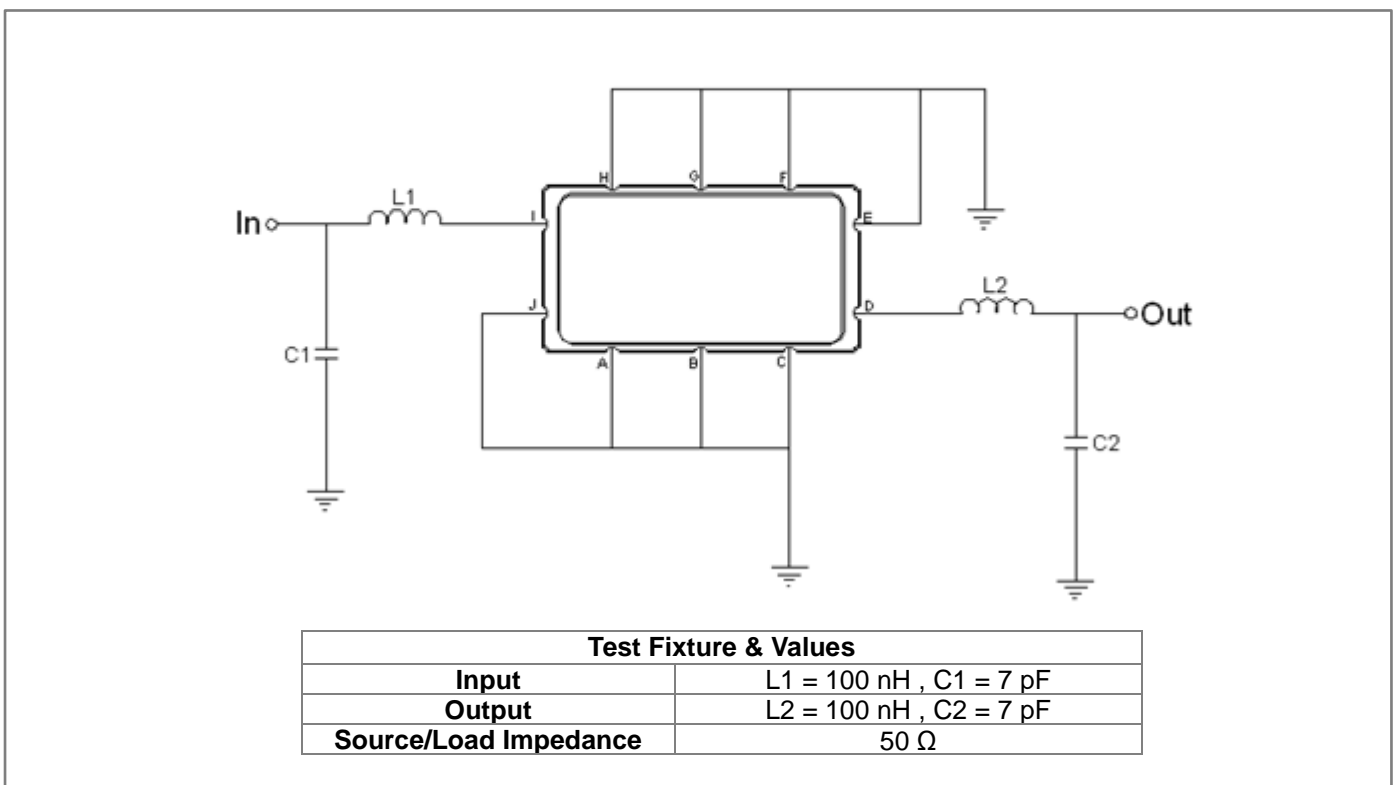 H G F
L1
In I E
L2
J D Out
C1
A B C
C2
Test Fixture & Values
Input L1 = 100 nH , C1 = 7 pF
Output L2 = 100 nH , C2 = 7 pF
Source/Load Impedance 50 Ω